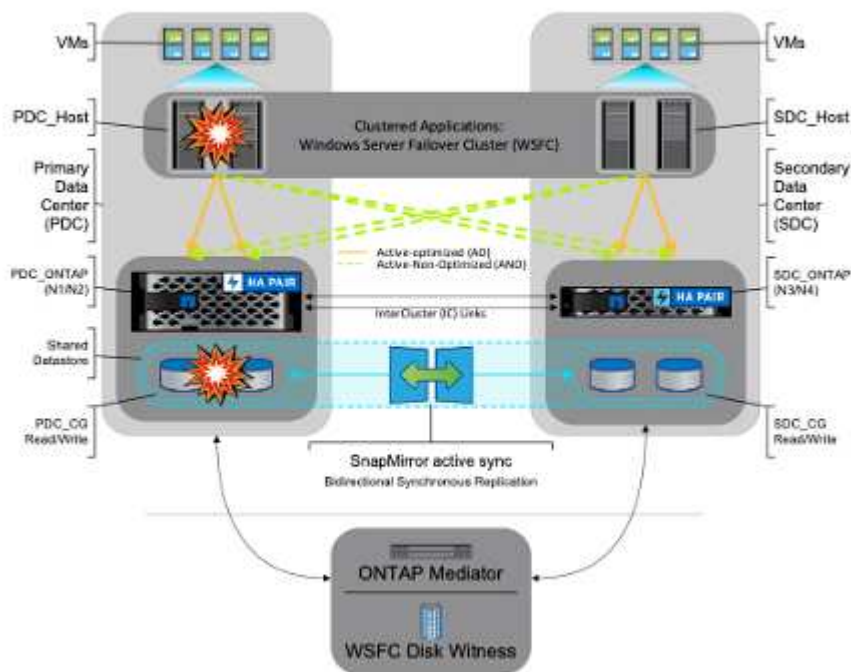 VMs
VMs
PDC_Host
SDC_Host
Clustered Applications:
Windows Server Failover Cluster (WSFC)
Primary
Data
Center
(PDC)
Secondary
Data
Center
(SDC)
Active-optimized (AO)
Active-Non-Optimized (ANO)
PDC_ONTAP
(N1/N2)
HA PAIR
SDC_ONTAP
(N3/N4)
HA PAIR
InterCluster (IC) Links
Shared
Datastore
PDC_CG
Read/Write
SDC_CG
Read/Write
SnapMirror active sync
Bidirectional Synchronous Replication
ONTAP Mediator
WSFC Disk Witness